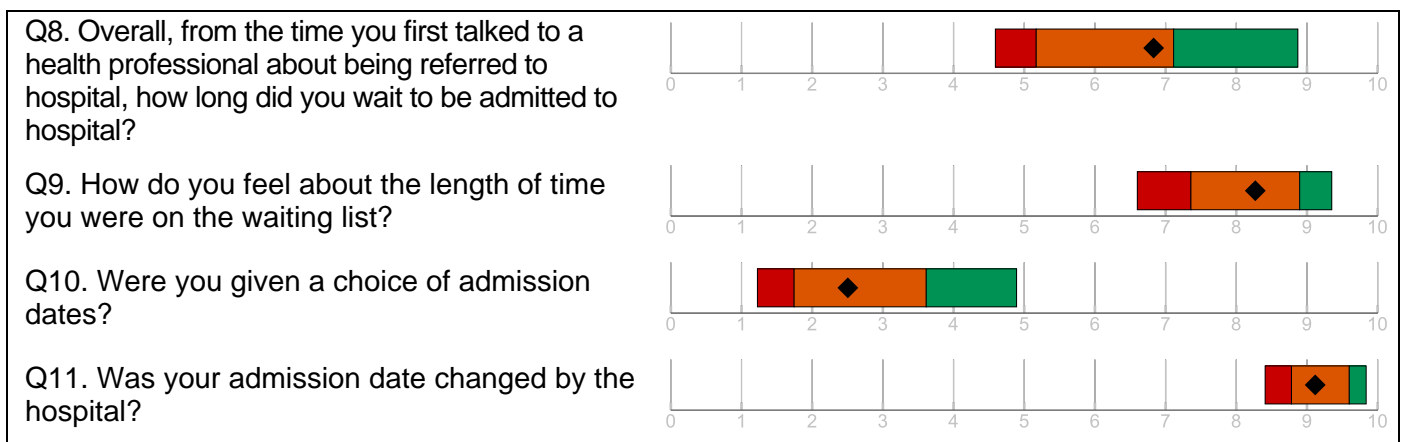 Q8. Overall, from the time you first talked to a
health professional about being referred to
hospital, how long did you wait to be admitted to
hospital?
0 1 2 3 4 5 6 7 8 9 10
Q9. How do you feel about the length of time
you were on the waiting list?
0 1 2 3 4 5 6 7 8 9 10
Q10. Were you given a choice of admission
dates?
0 1 2 3 4 5 6 7 8 9 10
Q11. Was your admission date changed by the
hospital?
0 1 2 3 4 5 6 7 8 9 10